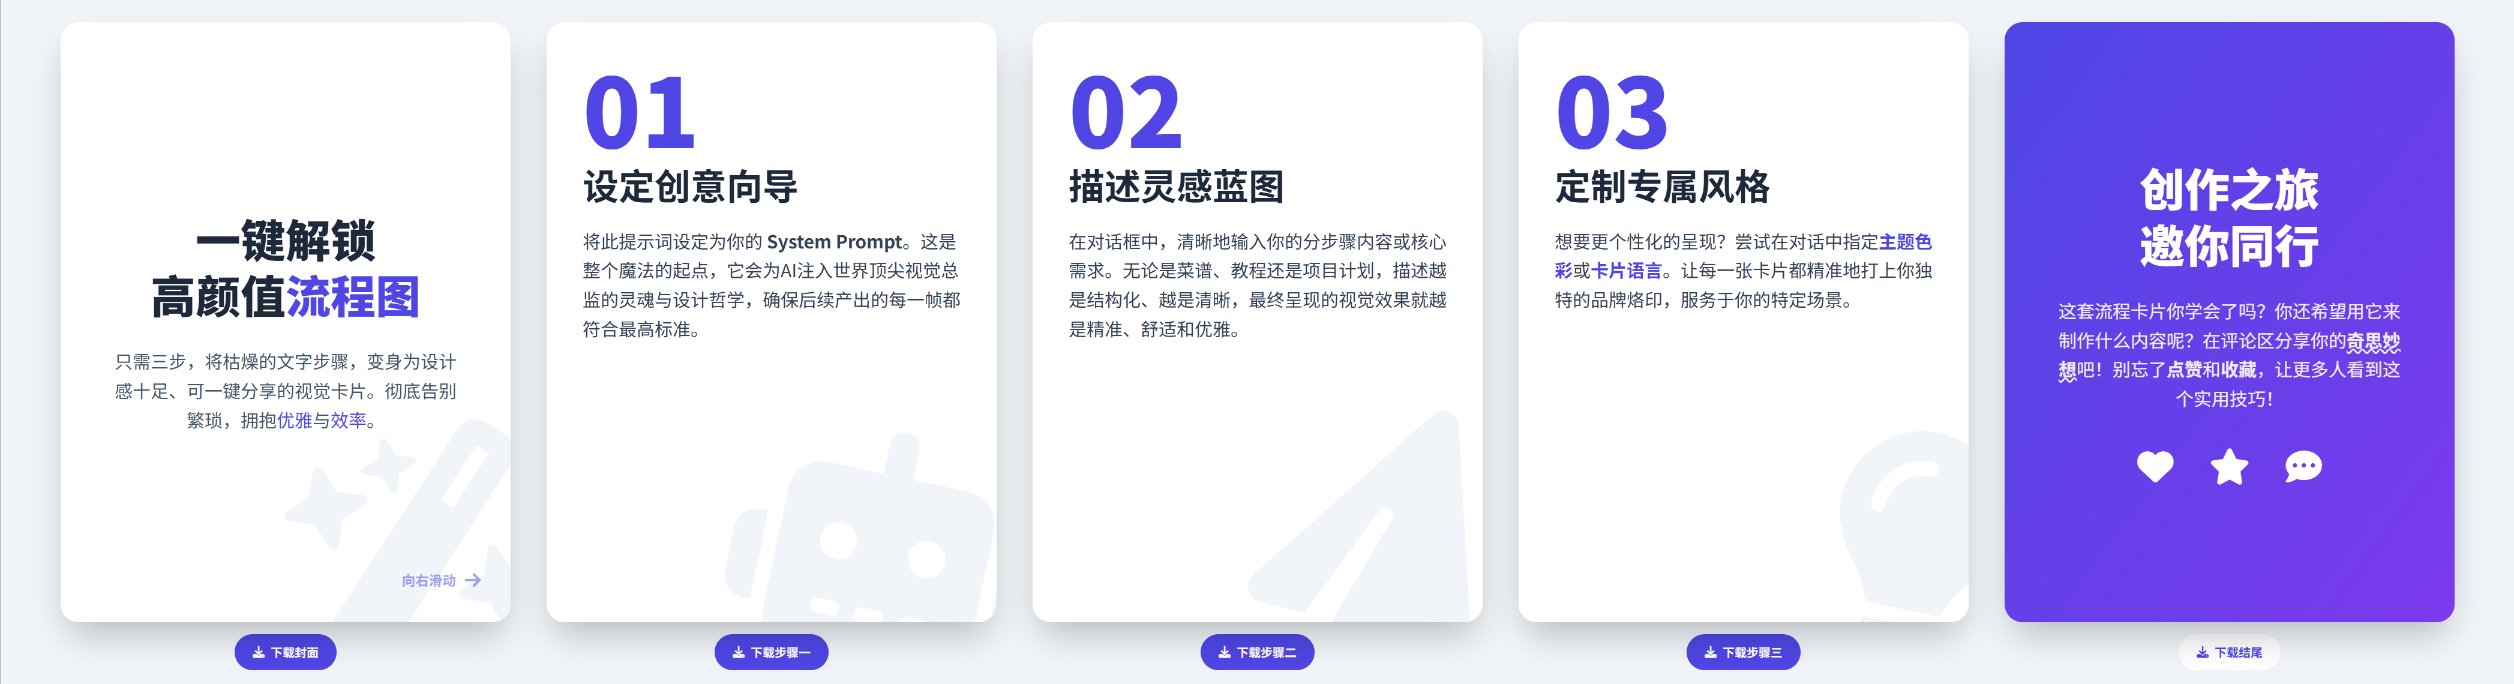 一键解锁
高颜值流程图
只需三步，将枯燥的文字步骤，变身为设计
感十足、可一键分享的视觉卡片。彻底告别
繁琐，拥抱优雅与效率。
向右滑动
下载封面
01
设定创意向导
将此提示词设定为你的 System Prompt。这是
整个魔法的起点，它会为AI注入世界顶尖视觉总
监的灵魂与设计哲学，确保后续产出的每一帧都
符合最高标准。
下载步骤一
02
描述灵感蓝图
在对话框中，清晰地输入你的分步骤内容或核心
需求。无论是菜谱、教程还是项目计划，描述越
是结构化、越是清晰，最终呈现的视觉效果就越
是精准、舒适和优雅。
下载步骤二
03
定制专属风格
想要更个性化的呈现？尝试在对话中指定主题色
彩或卡片语言。让每一张卡片都精准地打上你独
特的品牌烙印，服务于你的特定场景。
下载步骤三
创作之旅
邀你同行
这套流程卡片你学会了吗？你还希望用它来
制作什么内容呢？在评论区分享你的奇思妙
想吧！别忘了点赞和收藏，让更多人看到这
个实用技巧！
下载结尾